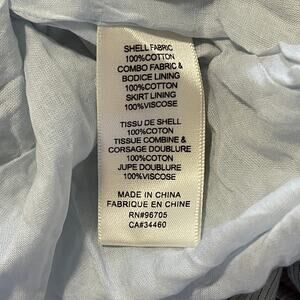 SHELL FABRIC
100%COTTON
COMBO FABRIC &
BODICE LINING
100%COTTON
SKIRT LINING
100%VISCOSE
TISSU DE SHELL
100%COTON
TISSUE COMBINE &
CORSAGE DOUBLURE
100%COTON
JUPE DOUBLURE
100%VISCOSE
MADE IN CHINA
FABRIQUE EN CHINE
RN#96705
CA#34460